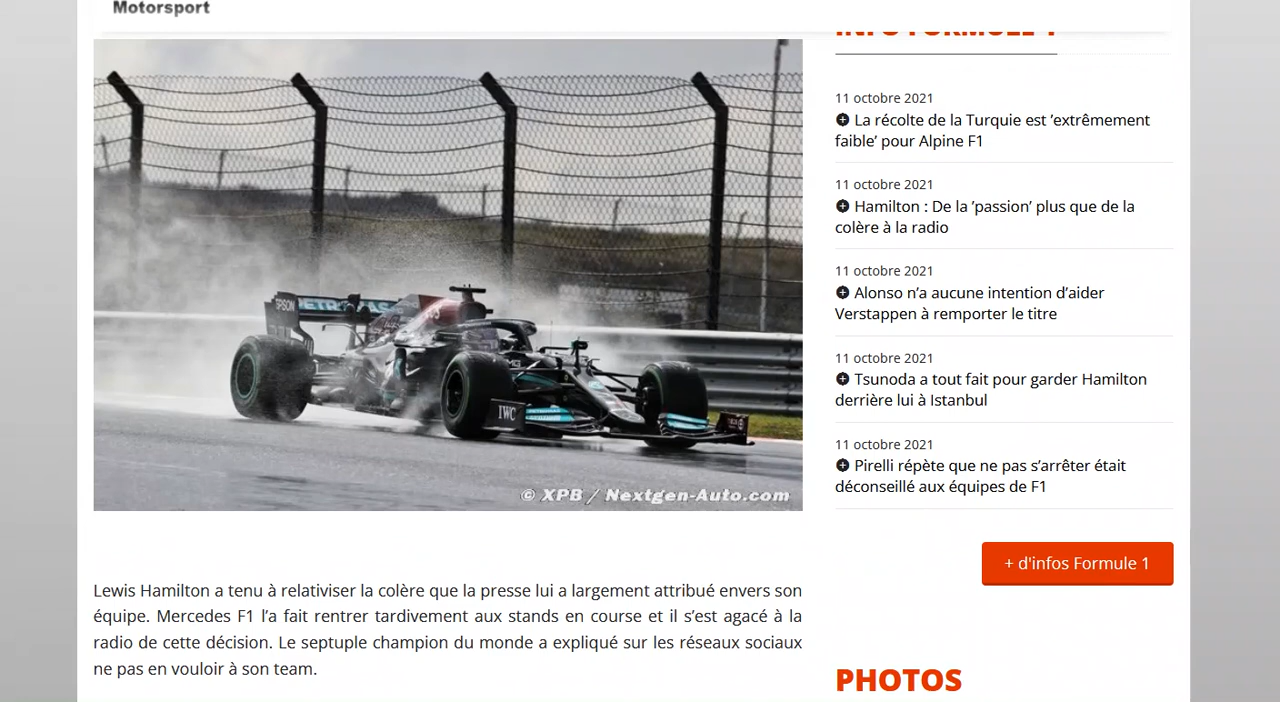 Motorsport
INFO FORMULE 1
EPSON
PETRONAS
IWC
© XPB / Nextgen-Auto.com
Lewis Hamilton a tenu à relativiser la colère que la presse lui a largement attribué envers son
équipe. Mercedes F1 l’a fait rentrer tardivement aux stands en course et il s’est agacé à la
radio de cette décision. Le septuple champion du monde a expliqué sur les réseaux sociaux
ne pas en vouloir à son team.
11 octobre 2021
La récolte de la Turquie est ’extrêmement
faible’ pour Alpine F1
11 octobre 2021
Hamilton : De la ’passion’ plus que de la
colère à la radio
11 octobre 2021
Alonso n’a aucune intention d’aider
Verstappen à remporter le titre
11 octobre 2021
Tsunoda a tout fait pour garder Hamilton
derrière lui à Istanbul
11 octobre 2021
Pirelli répète que ne pas s’arrêter était
déconseillé aux équipes de F1
+ d'infos Formule 1
PHOTOS